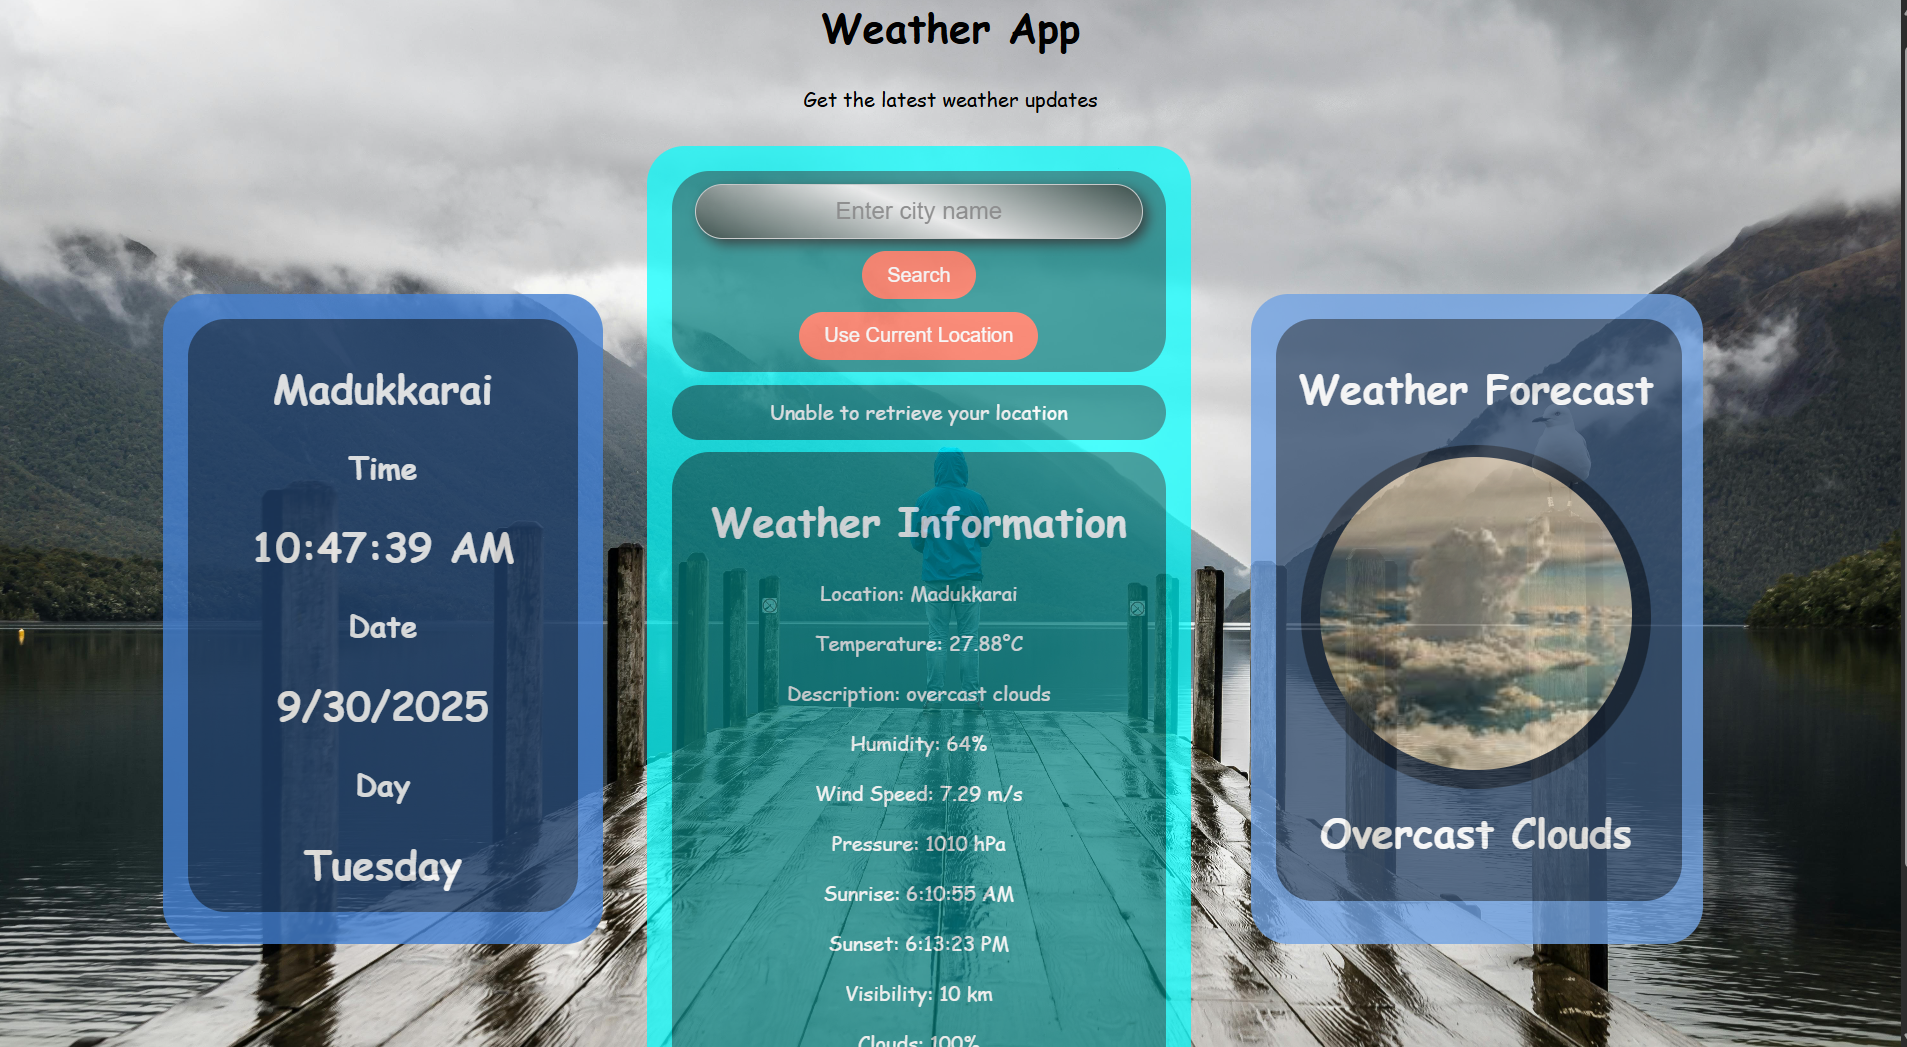 Weather App
Get the latest weather updates
Madukkarai
Time
10:47:39 AM
Date
9/30/2025
Day
Tuesday
Enter city name
Search
Use Current Location
Unable to retrieve your location
Weather Information
Location: Madukkarai
Temperature: 27.88°C
Description: overcast clouds
Humidity: 64%
Wind Speed: 7.29 m/s
Pressure: 1010 hPa
Sunrise: 6:10:55 AM
Sunset: 6:13:23 PM
Visibility: 10 km
Clouds: 100%
Weather Forecast
Overcast Clouds